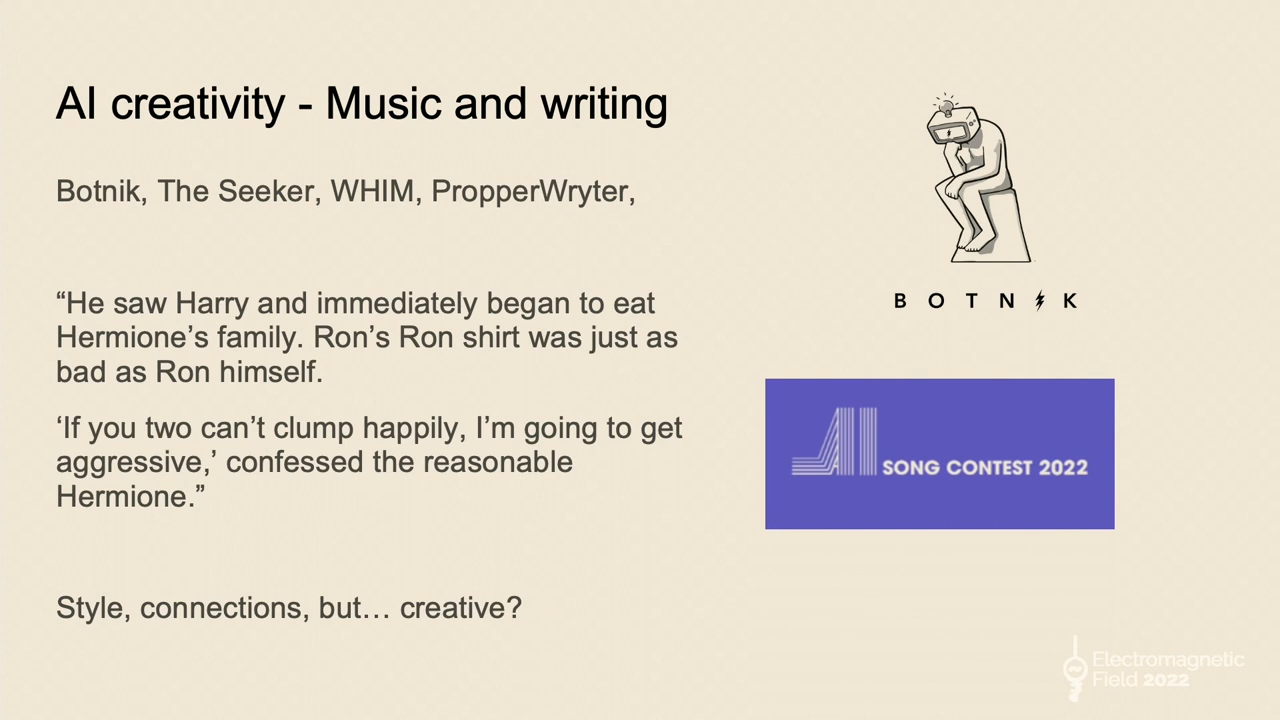 AI creativity - Music and writing
Botnik, The Seeker, WHIM, PropperWryter,
“He saw Harry and immediately began to eat
Hermione’s family. Ron’s Ron shirt was just as
bad as Ron himself.
‘If you two can’t clump happily, I’m going to get
aggressive,’ confessed the reasonable
Hermione.”
Style, connections, but… creative?
BOTNIK
AI SONG CONTEST 2022
Electromagnetic
Field 2022